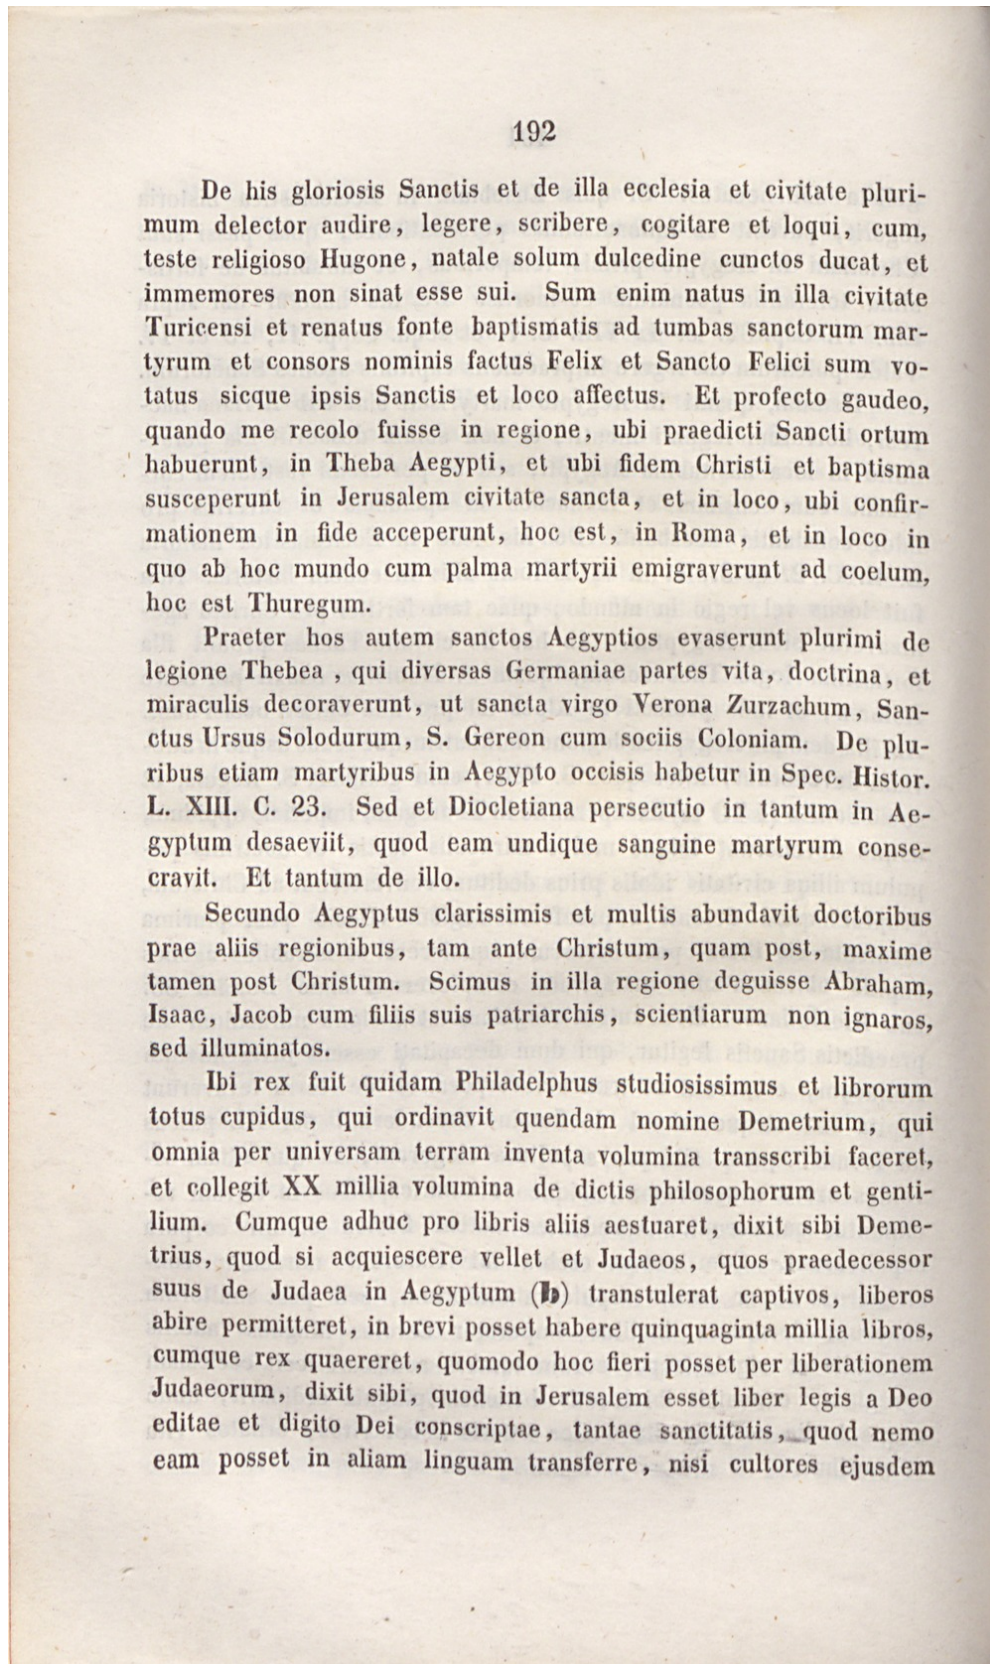 192
De his gloriosis Sanctis et de illa ecclesia et civitate pluri-
mum delector audire, legere, scribere, cogitare et loqui, cum,
teste religioso Hugone, natale solum dulcedine cunctos ducat, et
immemores non sinat esse sui. Sum enim natus in illa civitate
Turicensi et renatus fonte baptismatis ad tumbas sanctorum mar-
tyrum et consors nominis factus Felix et Sancto Felici sum vo-
tatus sicque ipsis Sanctis et loco affectus. Et profecto gaudeo,
quando me recolo fuisse in regione, ubi praedicti Sancti ortum
habuerunt, in Theba Aegypti, et ubi fidem Christi et baptisma
susceperunt in Jerusalem civitate sancta, et in loco, ubi confir-
mationem in fide acceperunt, hoc est, in Roma, et in loco in
quo ab hoc mundo cum palma martyrii emigraverunt ad coelum,
hoc est Thuregum.
Praeter hos autem sanctos Aegyptios evaserunt plurimi de
legione Thebea , qui diversas Germaniae partes vita, doctrina, et
miraculis decoraverunt, ut sancta virgo Verona Zurzachum, San-
ctus Ursus Solodurum, S. Gereon cum sociis Coloniam. De plu-
ribus etiam martyribus in Aegypto occisis habetur in Spec. Histor.
L. XIII. C. 23. Sed et Diocletiana persecutio in tantum in Ae-
gyptum desaeviit, quod eam undique sanguine martyrum conse-
cravit. Et tantum de illo.
Secundo Aegyptus clarissimis et multis abundavit doctoribus
prae aliis regionibus, tam ante Christum, quam post, maxime
tamen post Christum. Scimus in illa regione deguisse Abraham,
Isaac, Jacob cum filiis suis patriarchis, scientiarum non ignaros,
sed illuminatos.
Ibi rex fuit quidam Philadelphus studiosissimus et librorum
totus cupidus, qui ordinavit quendam nomine Demetrium, qui
omnia per universam terram inventa volumina transscribi faceret,
et collegit XX millia volumina de dictis philosophorum et genti-
lium. Cumque adhuc pro libris aliis aestuaret, dixit sibi Deme-
trius, quod si acquiescere vellet et Judaeos, quos praedecessor
suus de Judaea in Aegyptum (b) transtulerat captivos, liberos
abire permitteret, in brevi posset habere quinquaginta millia libros,
cumque rex quaereret, quomodo hoc fieri posset per liberationem
Judaeorum, dixit sibi, quod in Jerusalem esset liber legis a Deo
editae et digito Dei conscriptae, tantae sanctitatis, quod nemo
eam posset in aliam linguam transferre, nisi cultores ejusdem